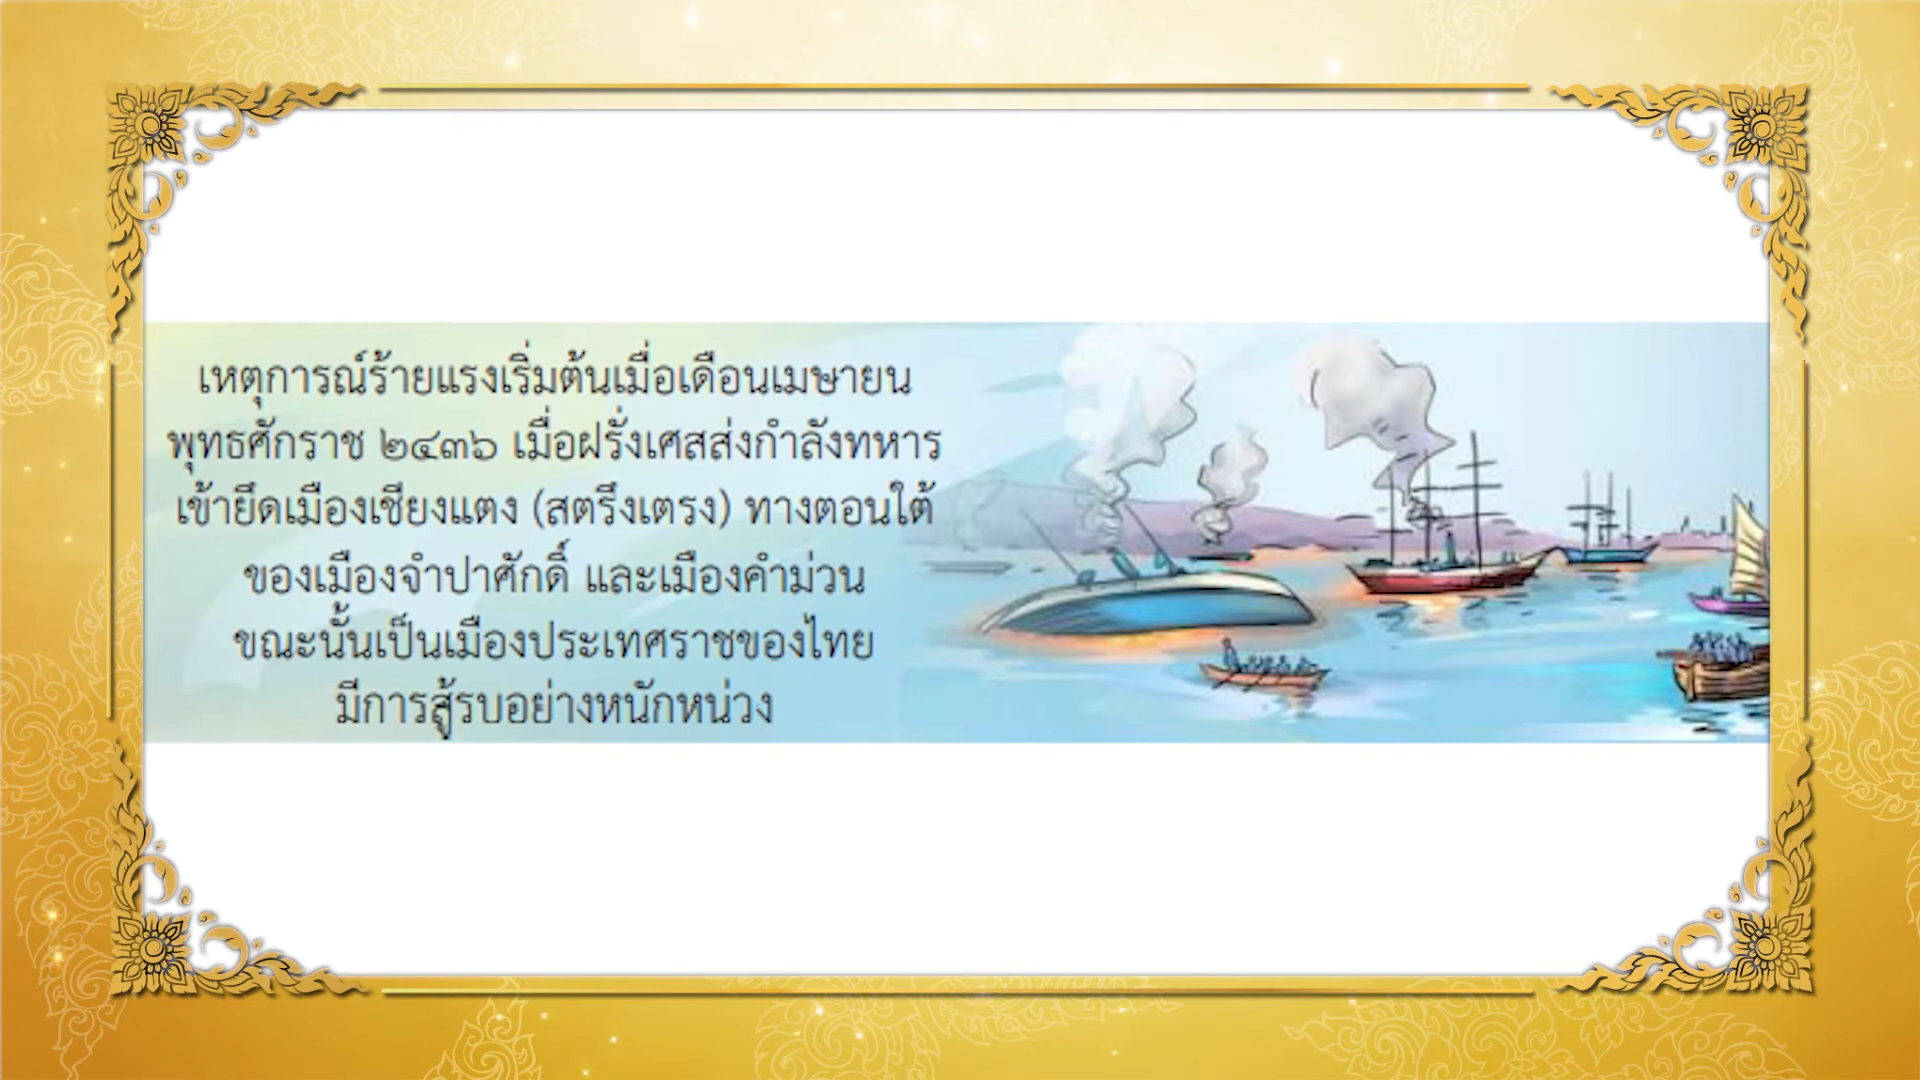 เหตุการณ์ร้ายแรงเริ่มต้นเมื่อเดือนเมษายน
พุทธศักราช ๒๔๓๖ เมื่อฝรั่งเศสส่งกำลังทหาร
เข้ายึดเมืองเชียงแตง (สตรึงเตรง) ทางตอนใต้
ของเมืองจำปาศักดิ์ และเมืองคำม่วน
ขณะนั้นเป็นเมืองประเทศราชของไทย
มีการสู้รบอย่างหนักหน่วง